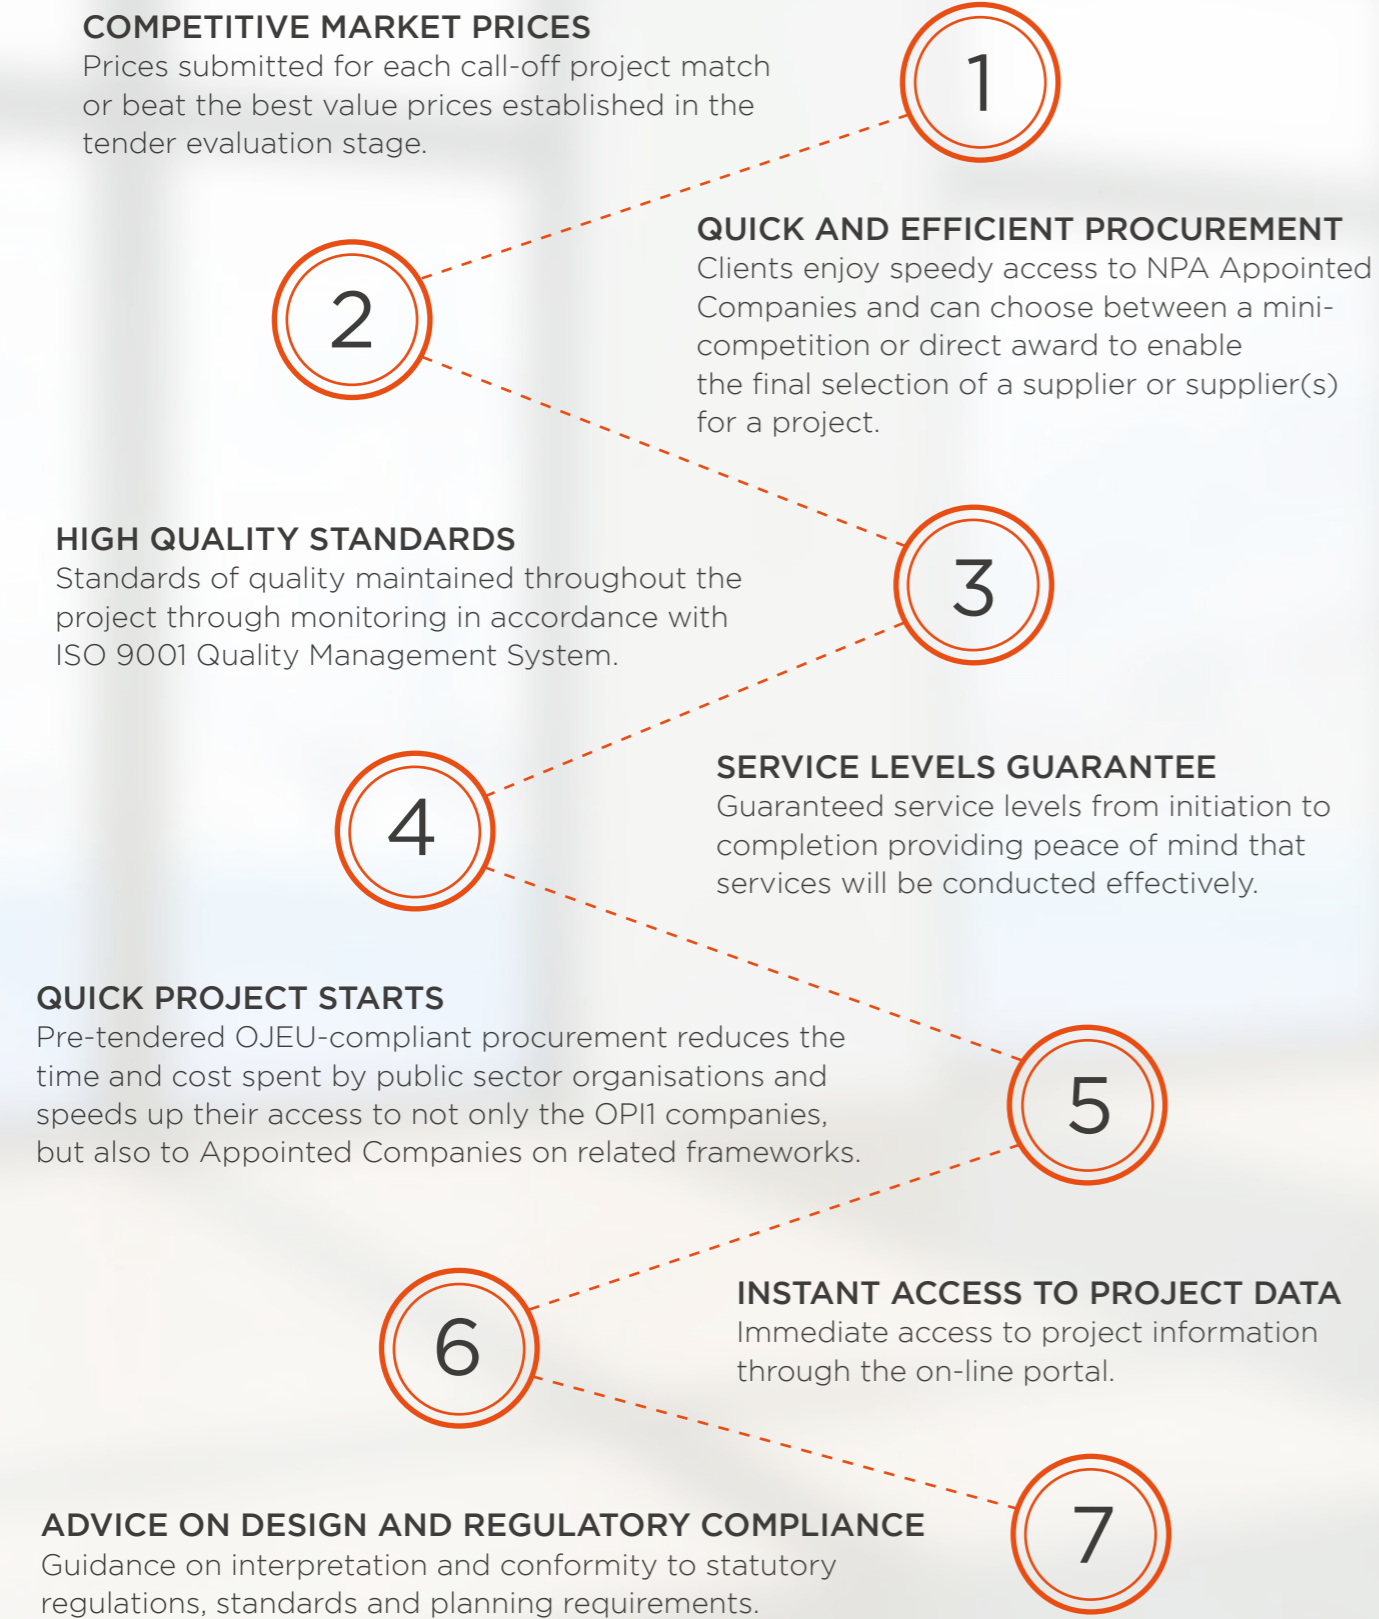 COMPETITIVE MARKET PRICES
Prices submitted for each call-off project match
or beat the best value prices established in the
tender evaluation stage.
1
QUICK AND EFFICIENT PROCUREMENT
Clients enjoy speedy access to NPA Appointed
Companies and can choose between a mini-
competition or direct award to enable
the final selection of a supplier or supplier(s)
for a project.
2
HIGH QUALITY STANDARDS
Standards of quality maintained throughout the
project through monitoring in accordance with
ISO 9001 Quality Management System.
3
SERVICE LEVELS GUARANTEE
Guaranteed service levels from initiation to
completion providing peace of mind that
services will be conducted effectively.
4
QUICK PROJECT STARTS
Pre-tendered OJEU-compliant procurement reduces the
time and cost spent by public sector organisations and
speeds up their access to not only the OPI1 companies,
but also to Appointed Companies on related frameworks.
5
INSTANT ACCESS TO PROJECT DATA
Immediate access to project information
through the on-line portal.
6
ADVICE ON DESIGN AND REGULATORY COMPLIANCE
Guidance on interpretation and conformity to statutory
regulations, standards and planning requirements.
7